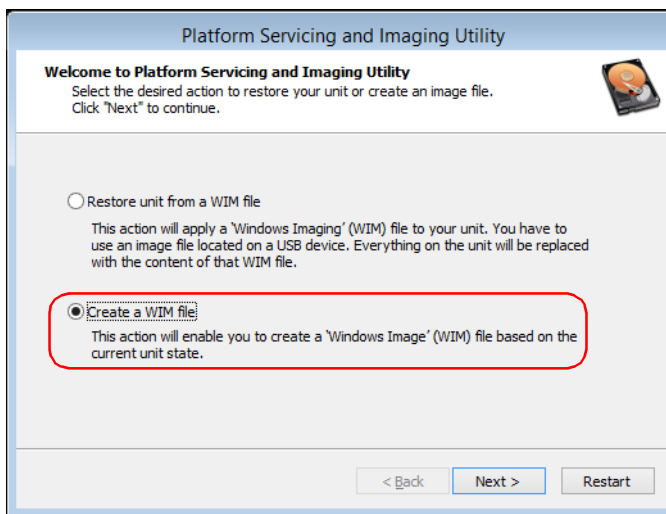 Platform Servicing and Imaging Utility
Welcome to Platform Servicing and Imaging Utility
Select the desired action to restore your unit or create an image file.
Click "Next" to continue.
Restore unit from a WIM file
This action will apply a 'Windows Imaging' (WIM) file to your unit. You have to
use an image file located on a USB device. Everything on the unit will be replaced
with the content of that WIM file.
Create a WIM file
This action will enable you to create a 'Windows Image' (WIM) file based on the
current unit state.
< Back
Next >
Restart